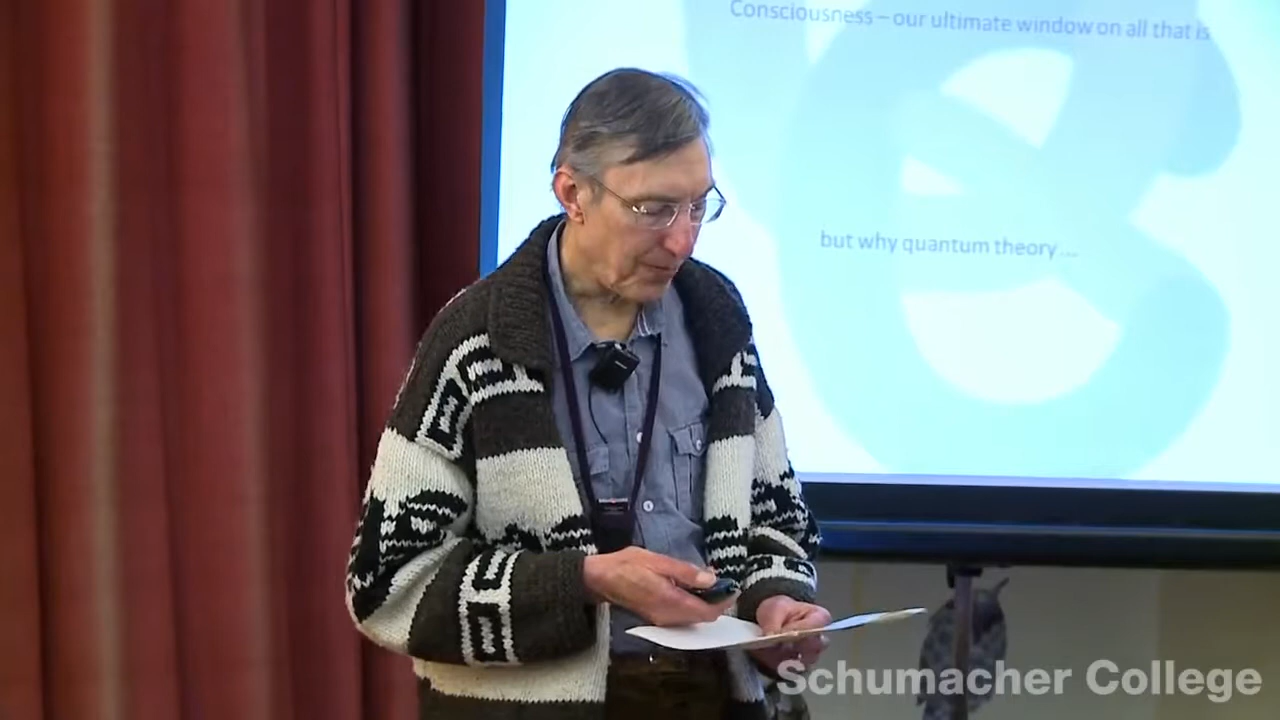 Consciousness – our ultimate window on all that is
but why quantum theory ....
Schumacher College